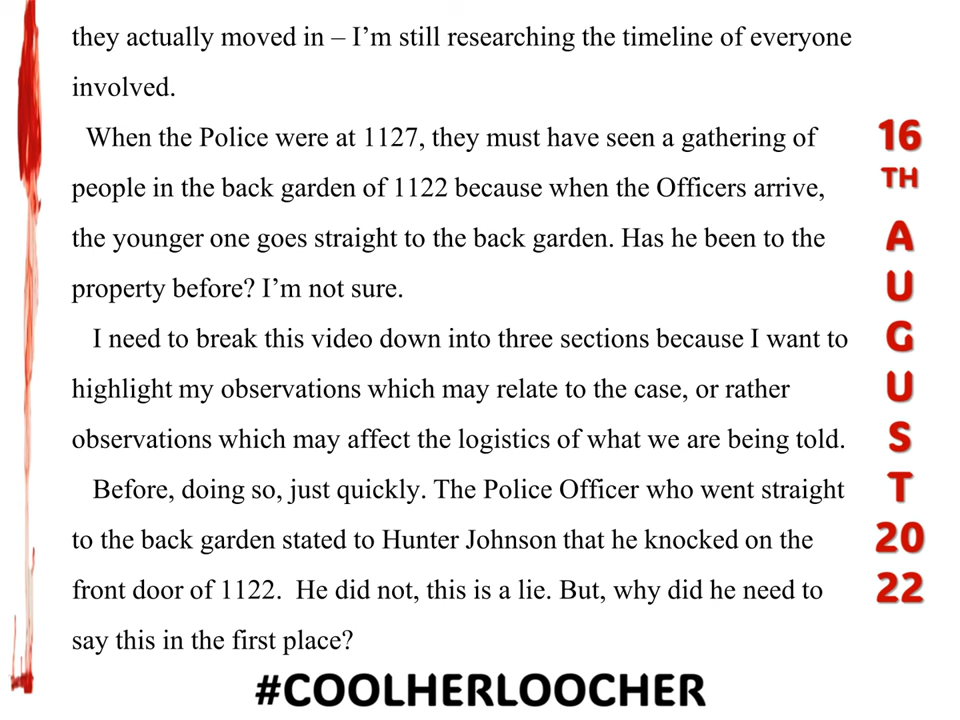 they actually moved in – I’m still researching the timeline of everyone
involved.
When the Police were at 1127, they must have seen a gathering of
people in the back garden of 1122 because when the Officers arrive,
the younger one goes straight to the back garden. Has he been to the
property before? I’m not sure.
I need to break this video down into three sections because I want to
highlight my observations which may relate to the case, or rather
observations which may affect the logistics of what we are being told.
Before, doing so, just quickly. The Police Officer who went straight
to the back garden stated to Hunter Johnson that he knocked on the
front door of 1122.  He did not, this is a lie. But, why did he need to
say this in the first place?
16
TH
A
U
G
U
S
T
20
22
#COOLHERLOOCHER